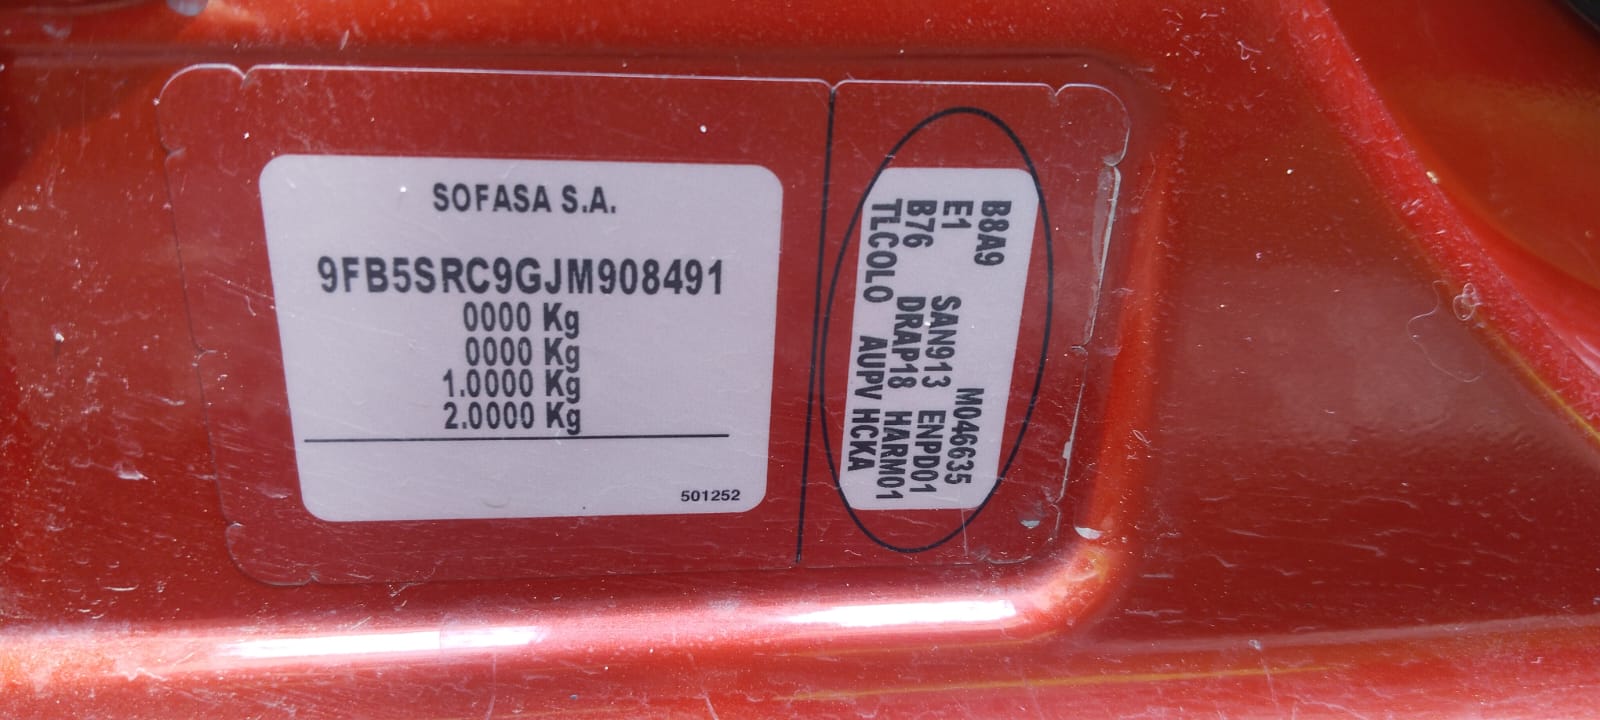 SOFASA S.A.
9FB5SRC9GJM908491
0000 Kg
0000 Kg
1.0000 Kg
2.0000 Kg
501252
B8A9 M046635
E1 SAN913 ENPD01
B76 DRAP18 HARM01
TLCOLO AUPV HCKA